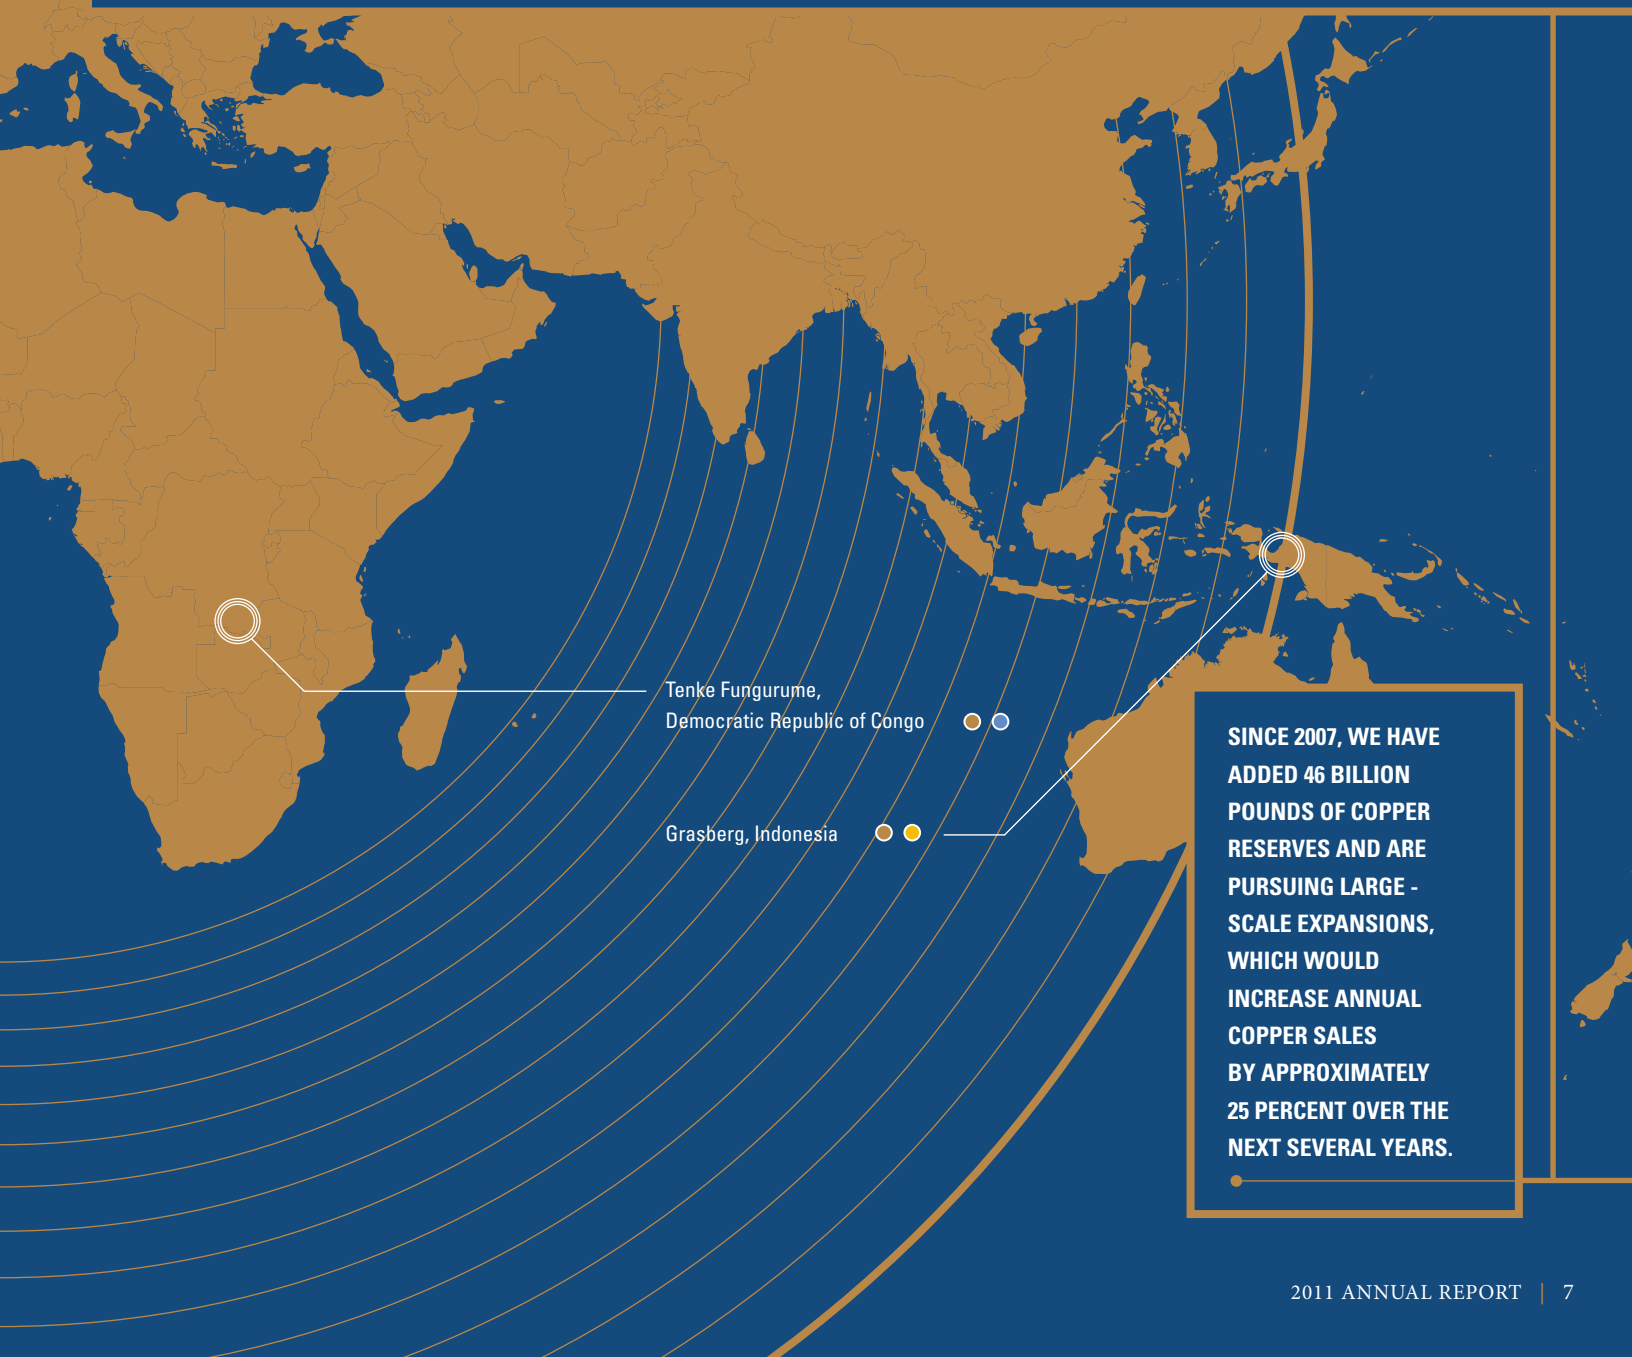 Tenke Fungurume,
Democratic Republic of Congo
Grasberg, Indonesia
SINCE 2007, WE HAVE
ADDED 46 BILLION
POUNDS OF COPPER
RESERVES AND ARE
PURSUING LARGE -
SCALE EXPANSIONS,
WHICH WOULD
INCREASE ANNUAL
COPPER SALES
BY APPROXIMATELY
25 PERCENT OVER THE
NEXT SEVERAL YEARS.
2011 ANNUAL REPORT | 7